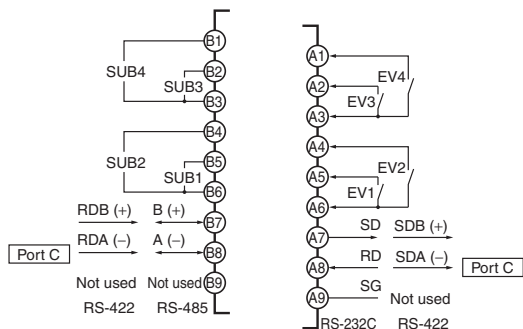 B1
SUB4
B2
SUB3
B3
B4
SUB2
B5
SUB1
B6
RDB (+) B (+) B7
RDA (−) A (−) B8
Port C
Not used Not used B9
RS-422 RS-485
A1
A2 EV4
EV3
A3
A4
A5 EV2
EV1
A6
A7 SD SDB (+)
A8 RD SDA (−) Port C
A9 SG Not used
RS-232C RS-422